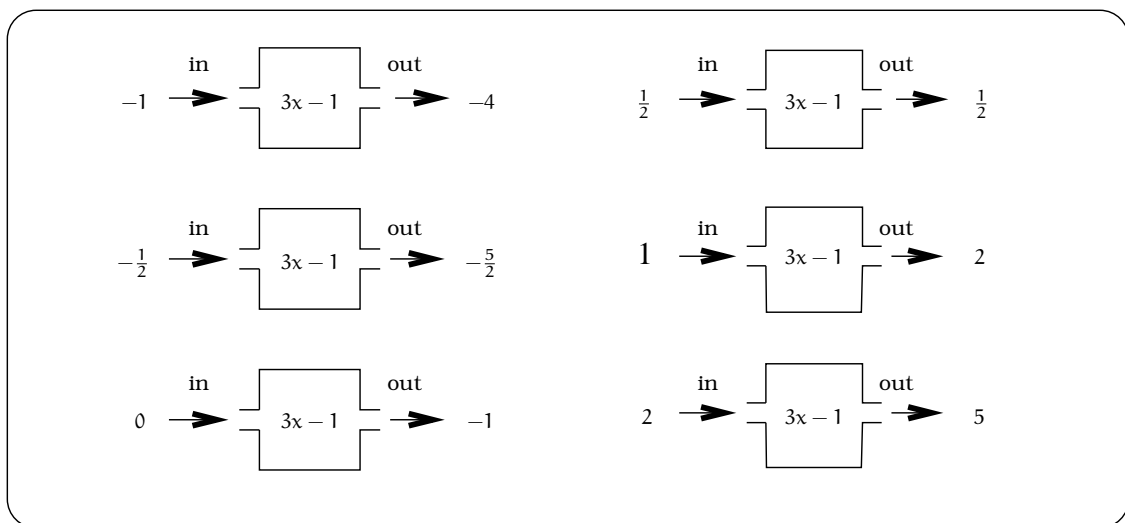 in out
−1 3x − 1 −4
in out
1/2 3x − 1 1/2
in out
−1/2 3x − 1 −5/2
in out
1 3x − 1 2
in out
0 3x − 1 −1
in out
2 3x − 1 5